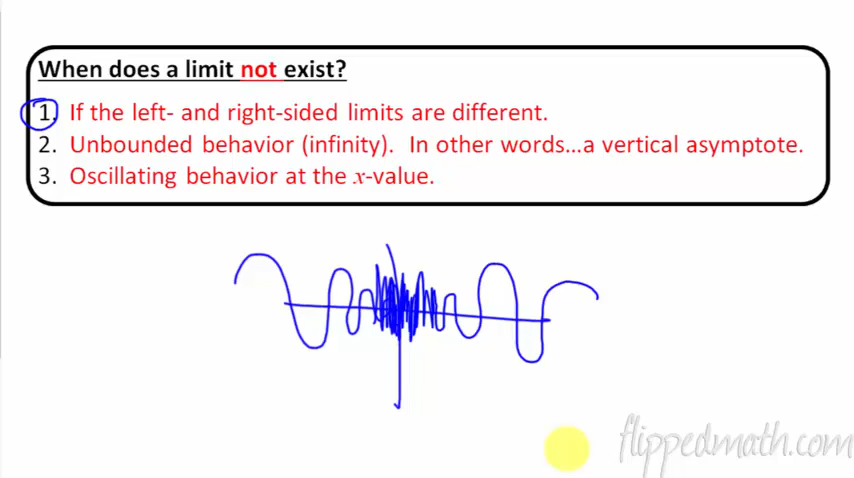 When does a limit not exist?
1. If the left- and right-sided limits are different.
2. Unbounded behavior (infinity). In other words...a vertical asymptote.
3. Oscillating behavior at the x-value.
flippedmath.com